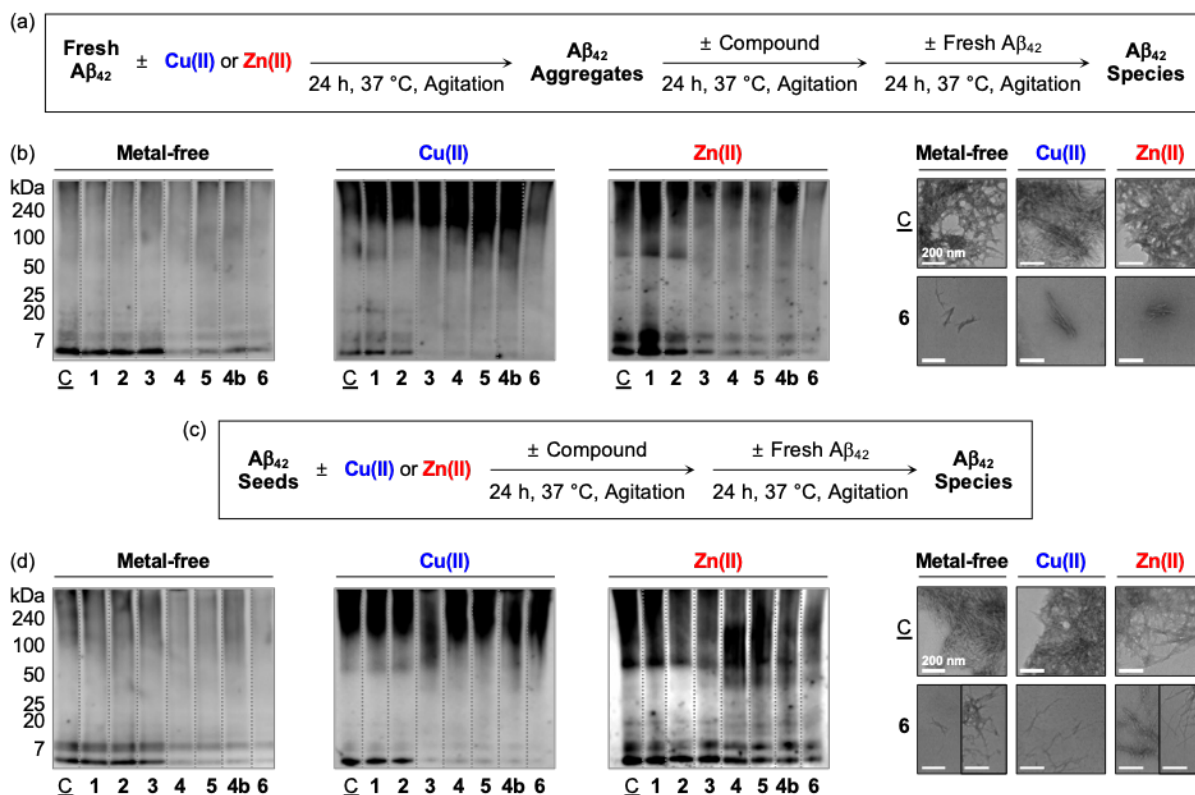 (a)
Fresh Aβ₄₂ ± Cu(II) or Zn(II) 24 h, 37 °C, Agitation Aβ₄₂ Aggregates ± Compound 24 h, 37 °C, Agitation ± Fresh Aβ₄₂ 24 h, 37 °C, Agitation Aβ₄₂ Species
(b)
Metal-free Cu(II) Zn(II)
kDa
240
100
50
25
20
7
C 1 2 3 4 5 4b 6 C 1 2 3 4 5 4b 6 C 1 2 3 4 5 4b 6
Metal-free Cu(II) Zn(II)
C
200 nm
6
(c)
Aβ₄₂ Seeds ± Cu(II) or Zn(II) ± Compound 24 h, 37 °C, Agitation ± Fresh Aβ₄₂ 24 h, 37 °C, Agitation Aβ₄₂ Species
(d)
Metal-free Cu(II) Zn(II)
kDa
240
100
50
25
20
7
C 1 2 3 4 5 4b 6 C 1 2 3 4 5 4b 6 C 1 2 3 4 5 4b 6
Metal-free Cu(II) Zn(II)
C
200 nm
6